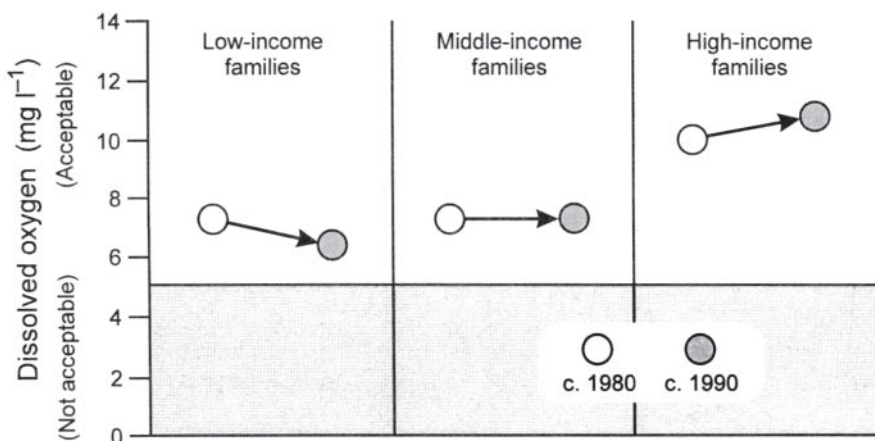 Dissolved oxygen (mg l⁻¹)
(Acceptable)
(Not acceptable)
14
12
10
8
6
4
2
0
Low-income
families
Middle-income
families
High-income
families
c. 1980
c. 1990